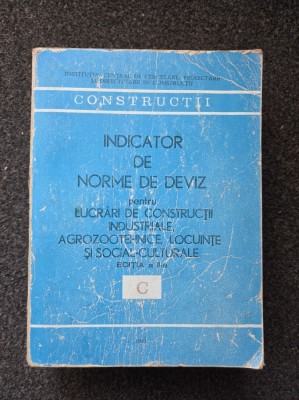 INSTITUTUL CENTRAL DE CERCETARE, PROIECTARE
ȘI DIRECTIVARE ÎN CONSTRUCȚII
CONSTRUCȚII
INDICATOR
DE
NORME DE DEVIZ
pentru
LUCRĂRI DE CONSTRUCȚII
INDUSTRIALE,
AGROZOOTEHNICE, LOCUINȚE
ȘI SOCIAL-CULTURALE
EDIȚIA a II-a
C